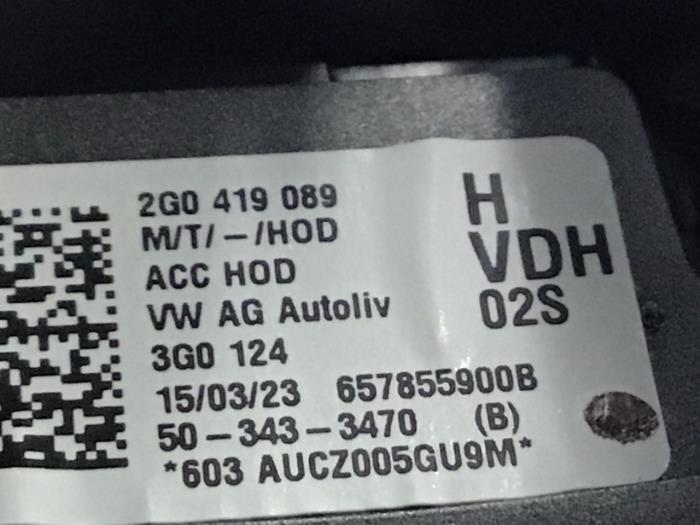 2G0 419 089
M/T/-/HOD
ACC HOD
VW AG Autoliv
3G0 124
15/03/23 657855900B
50-343-3470 (B)
*603 AUCZ005GU9M*
H
VDH
02S